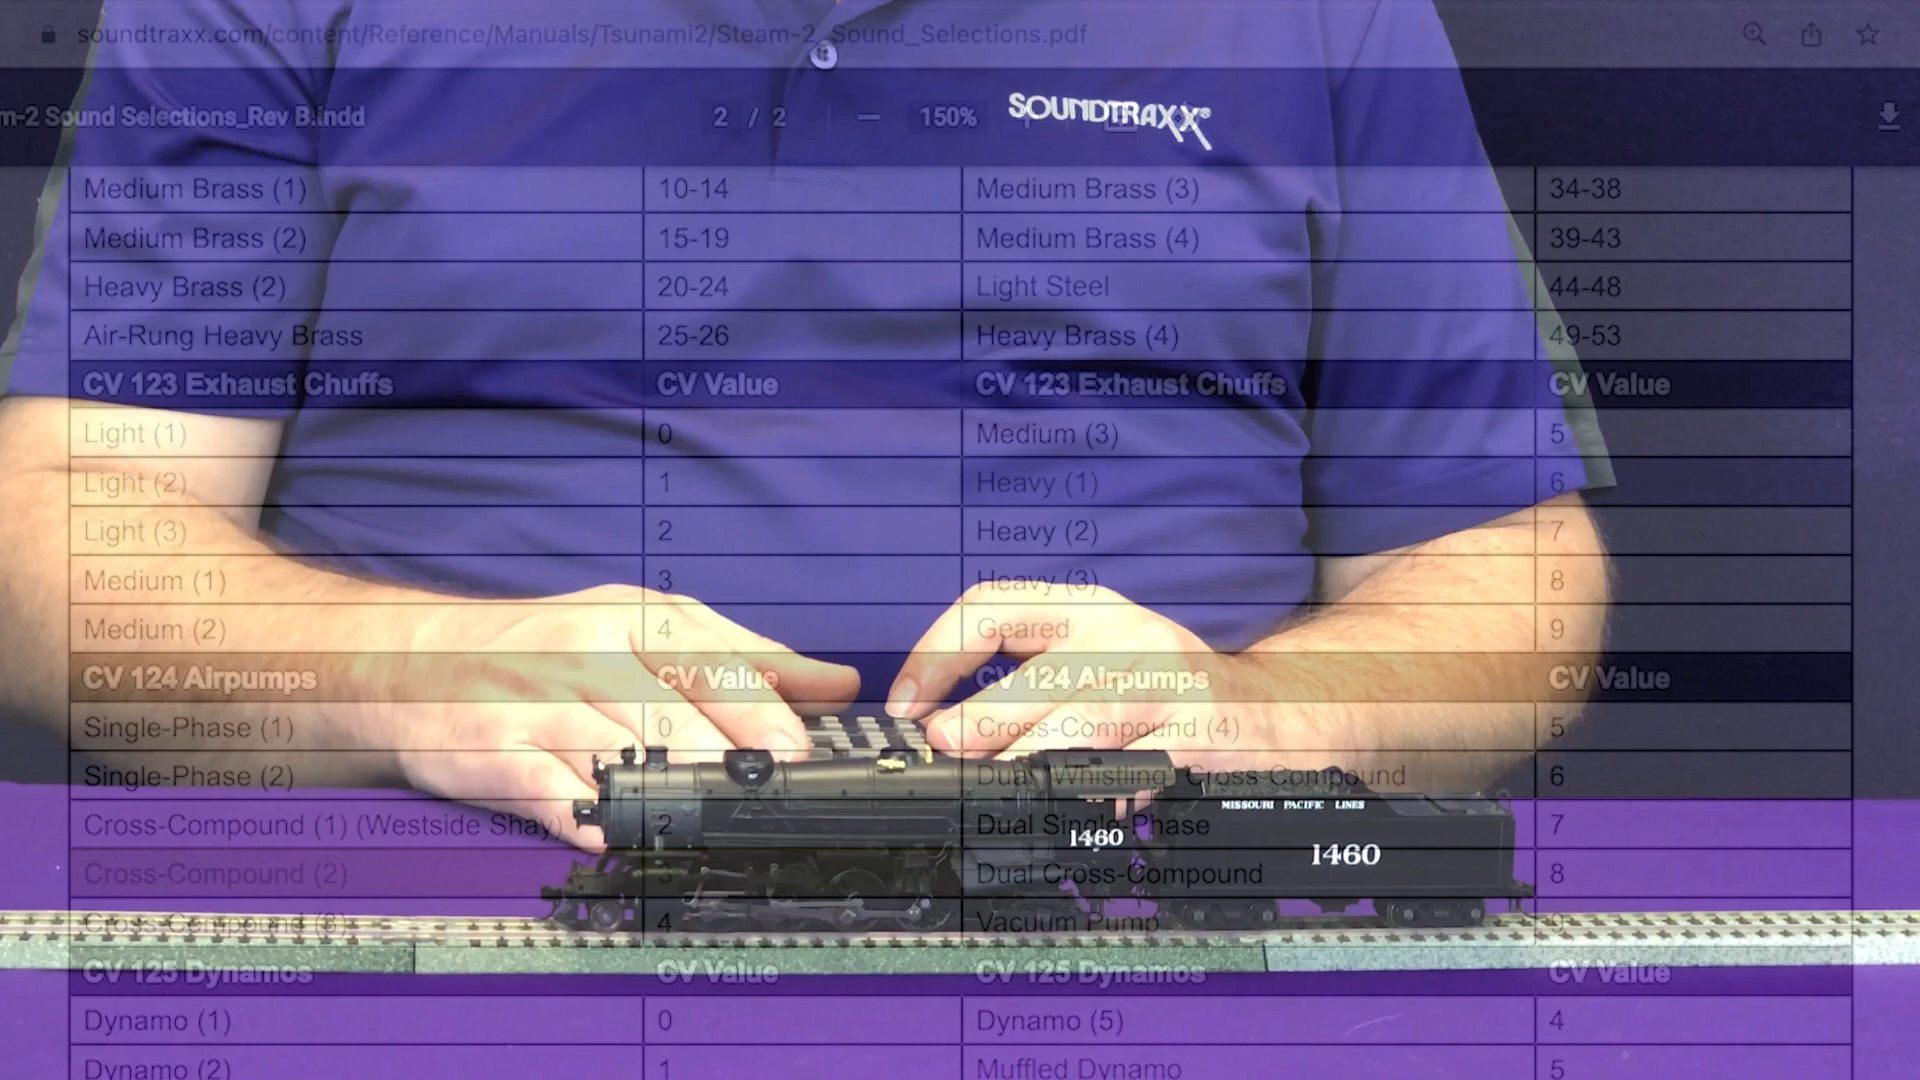 soundtraxx.com/content/Reference/Manuals/Tsunami2/Steam-2_Sound_Selections.pdf
m-2 Sound Selections_Rev B.indd 2 / 2 — 150% +
SOUNDTRAXX®
Medium Brass (1) 10-14 Medium Brass (3) 34-38
Medium Brass (2) 15-19 Medium Brass (4) 39-43
Heavy Brass (2) 20-24 Light Steel 44-48
Air-Rung Heavy Brass 25-26 Heavy Brass (4) 49-53
CV 123 Exhaust Chuffs CV Value CV 123 Exhaust Chuffs CV Value
Light (1) 0 Medium (3) 5
Light (2) 1 Heavy (1) 6
Light (3) 2 Heavy (2) 7
Medium (1) 3 Heavy (3) 8
Medium (2) 4 Geared 9
CV 124 Airpumps CV Value CV 124 Airpumps CV Value
Single-Phase (1) 0 Cross-Compound (4) 5
Single-Phase (2) 1 Dual "Whistling" Cross-Compound 6
Cross-Compound (1) (Westside Shay) 2 Dual Single-Phase 7
Cross-Compound (2) 3 Dual Cross-Compound 8
Cross-Compound (3) 4 Vacuum Pump 9
CV 125 Dynamos CV Value CV 125 Dynamos CV Value
Dynamo (1) 0 Dynamo (5) 4
Dynamo (2) 1 Muffled Dynamo 5
MISSOURI PACIFIC LINES
1460
1460